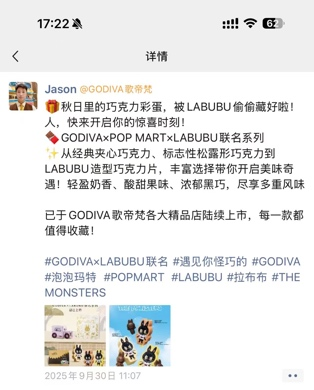 17:22
62
详情
Jason @GODIVA歌帝梵
🎁秋日里的巧克力彩蛋，被LABUBU偷偷藏好啦！
人，快来开启你的惊喜时刻！
🍫GODIVA×POP MART×LABUBU联名系列
✨从经典夹心巧克力、标志性松露形巧克力到
LABUBU造型巧克力片，丰富选择带你开启美味奇
遇！轻盈奶香、酸甜果味、浓郁黑巧，尽享多重风味
已于GODIVA歌帝梵各大精品店陆续上市，每一款都
值得收藏！
#GODIVA×LABUBU联名 #遇见你怪巧的 #GODIVA
#泡泡玛特 #POPMART #LABUBU #拉布布 #THE
MONSTERS
2025年9月30日 11:07